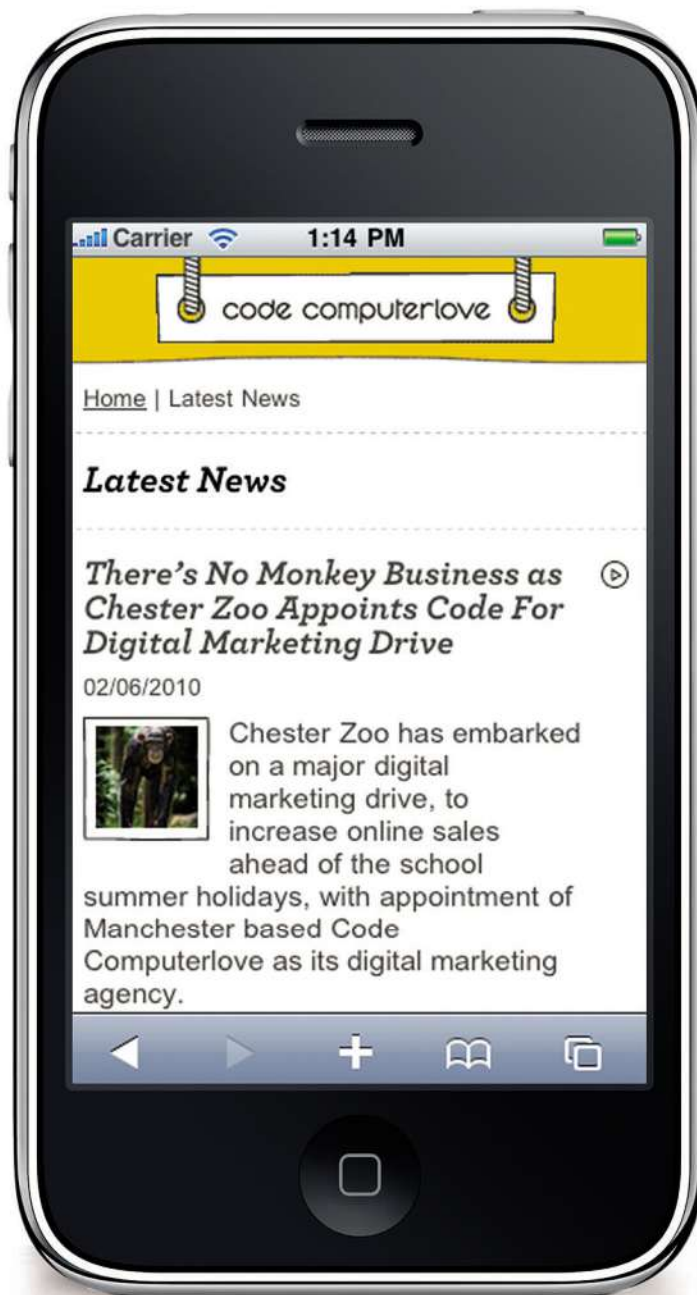 Carrier 1:14 PM
code computerlove
Home | Latest News
Latest News
There's No Monkey Business as
Chester Zoo Appoints Code For
Digital Marketing Drive
02/06/2010
Chester Zoo has embarked
on a major digital
marketing drive, to
increase online sales
ahead of the school
summer holidays, with appointment of
Manchester based Code
Computerlove as its digital marketing
agency.